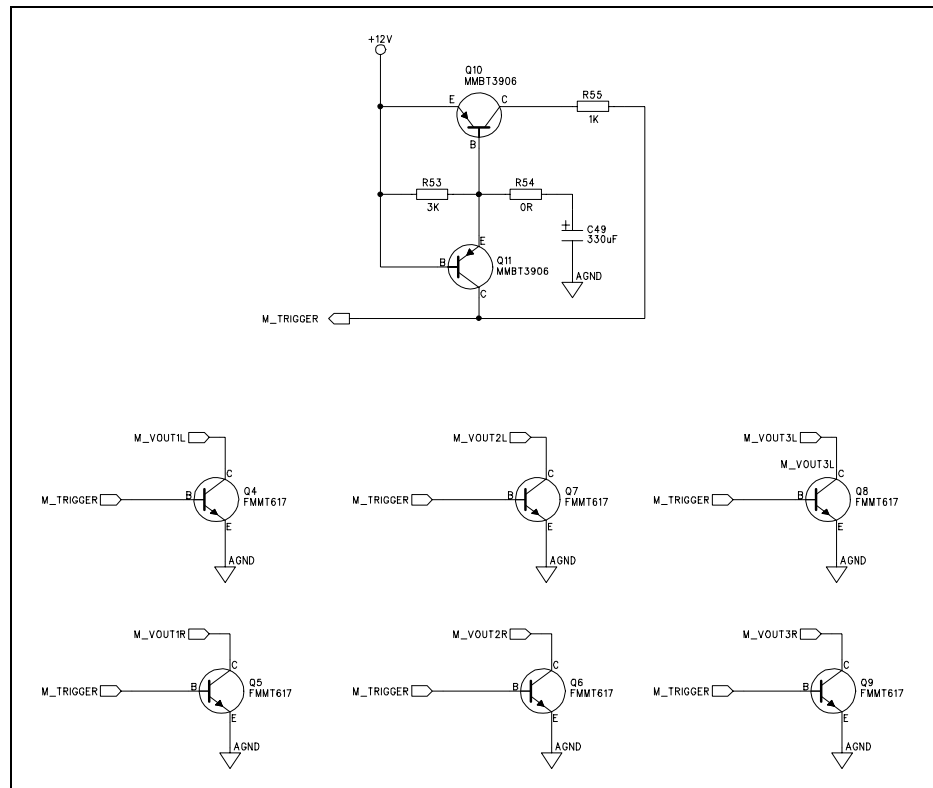 +12V
Q10
MMBT3906
E
C
B
R55
1K
R53
3K
R54
0R
C49
330uF
+
AGND
E
B
C
Q11
MMBT3906
M_TRIGGER
M_VOUT1L
C
M_TRIGGER
B
Q4
FMMT617
E
AGND
M_VOUT2L
C
M_TRIGGER
B
Q7
FMMT617
E
AGND
M_VOUT3L
M_VOUT3L
C
M_TRIGGER
B
Q8
FMMT617
E
AGND
M_VOUT1R
C
M_TRIGGER
B
Q5
FMMT617
E
AGND
M_VOUT2R
C
M_TRIGGER
B
Q6
FMMT617
E
AGND
M_VOUT3R
C
M_TRIGGER
B
Q9
FMMT617
E
AGND